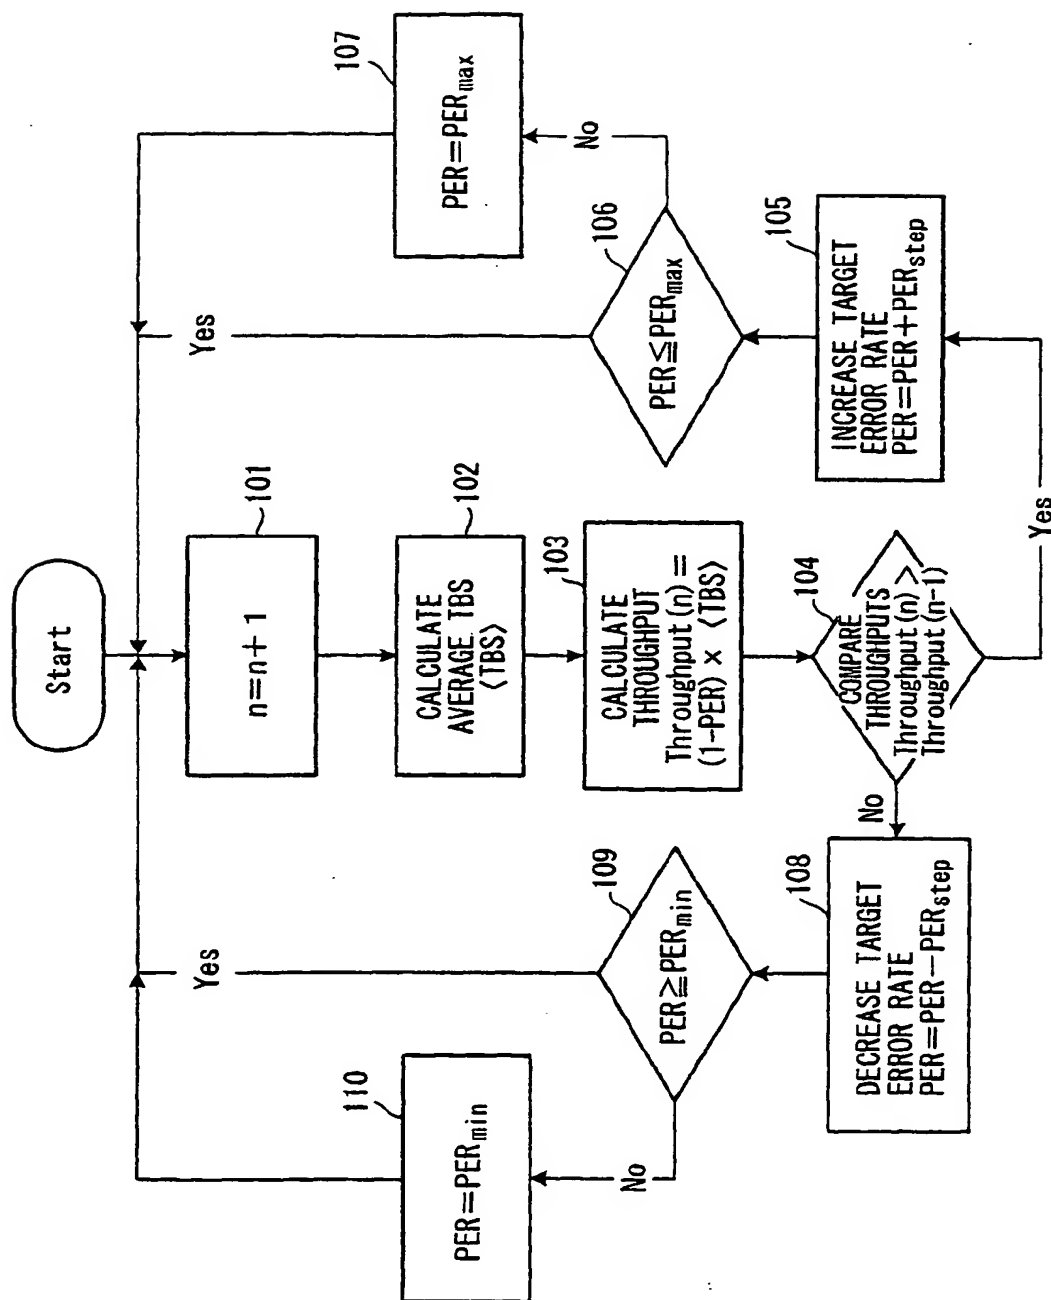 Start
101
n=n+1
102
CALCULATE
AVERAGE TBS
⟨TBS⟩
103
CALCULATE
THROUGHPUT
Throughput(n)=
(1-PER) × ⟨TBS⟩
104
COMPARE
THROUGHPUTS
Throughput(n) >
Throughput(n-1)
Yes
105
INCREASE TARGET
ERROR RATE
PER=PER+PERstep
106
PER≦PERmax
Yes
No
107
PER=PERmax
No
108
DECREASE TARGET
ERROR RATE
PER=PER-PERstep
109
PER≧PERmin
Yes
No
110
PER=PERmin